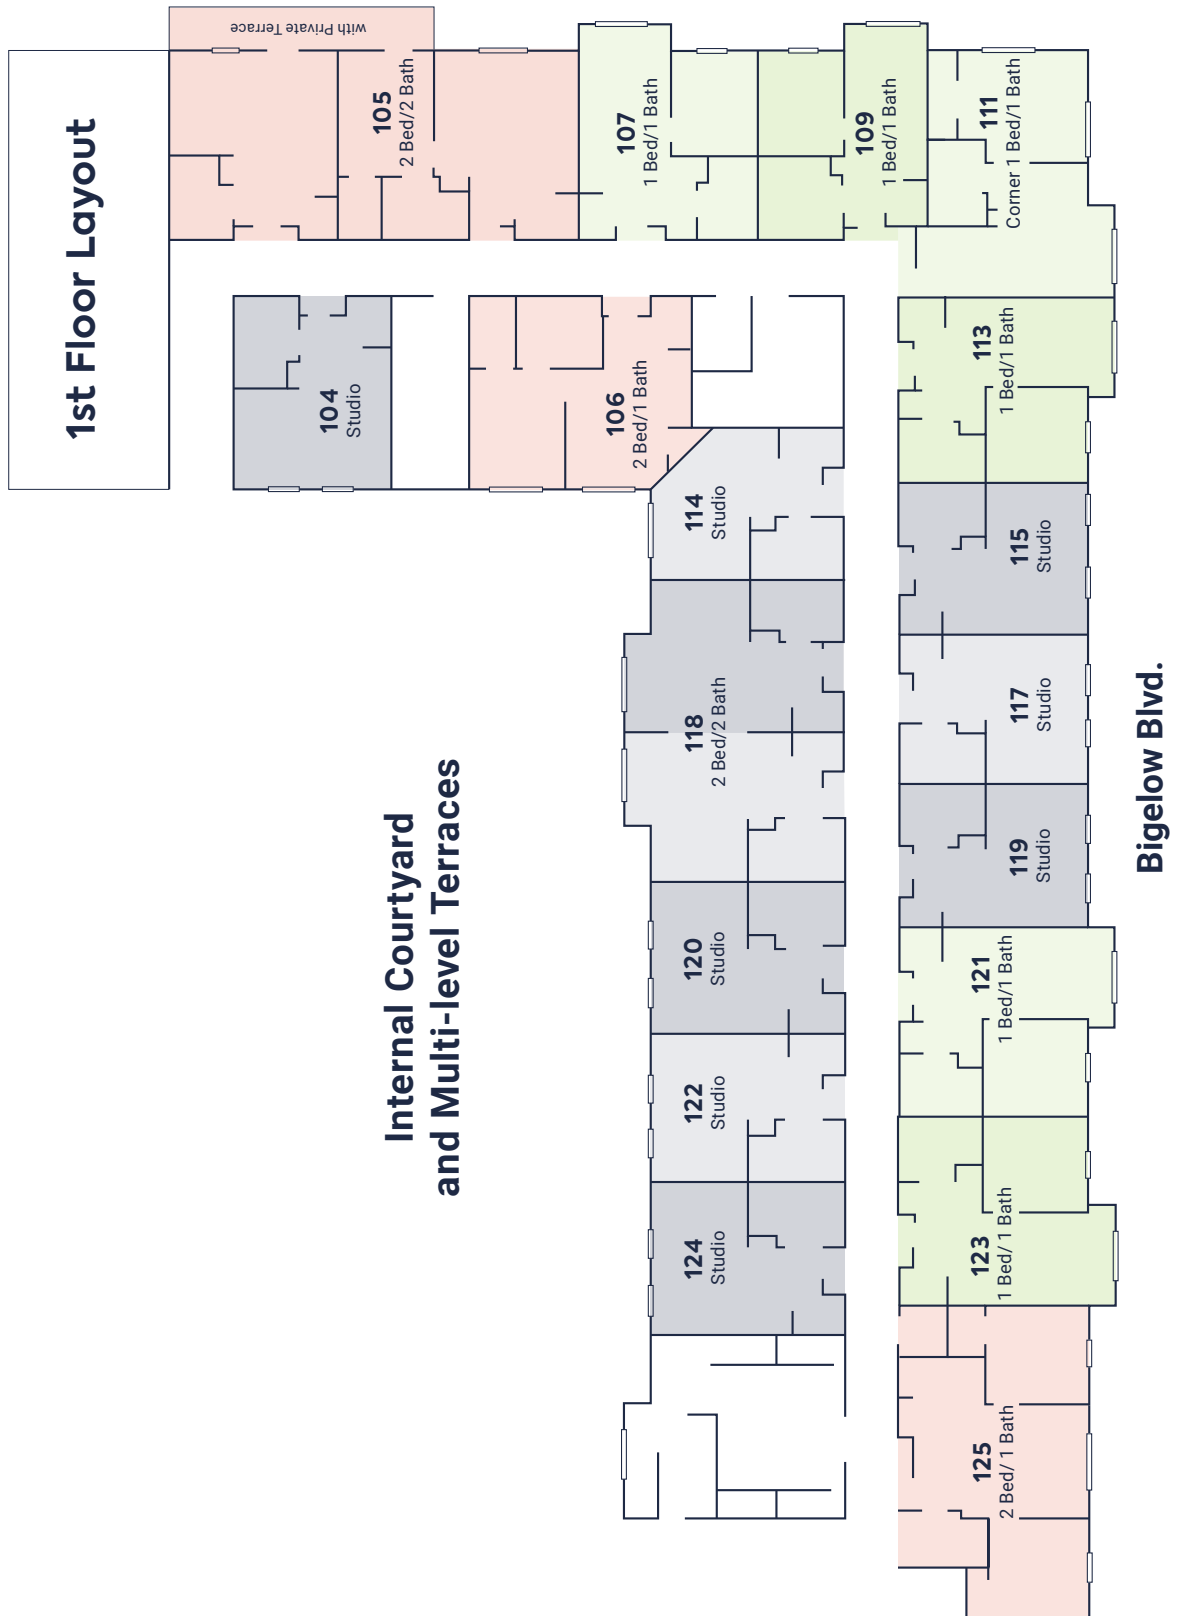 1st Floor Layout
with Private Terrace
105
2 Bed/2 Bath
107
1 Bed/1 Bath
109
1 Bed/1 Bath
111
Corner 1 Bed/1 Bath
104
Studio
106
2 Bed/1 Bath
113
1 Bed/1 Bath
114
Studio
115
Studio
118
2 Bed/2 Bath
117
Studio
119
Studio
120
Studio
121
1 Bed/1 Bath
122
Studio
123
1 Bed/ 1 Bath
124
Studio
125
2 Bed/ 1 Bath
Internal Courtyard
and Multi-level Terraces
Bigelow Blvd.